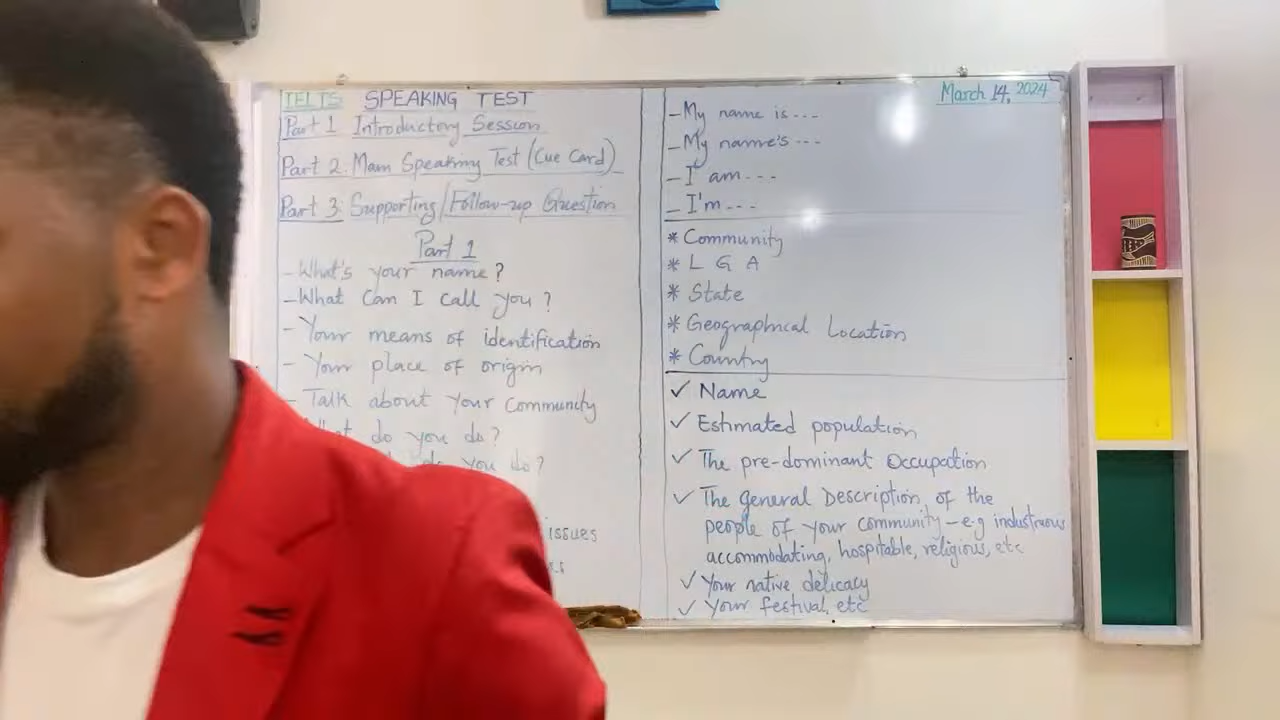 IELTS SPEAKING TEST
Part 1 Introductory Session
Part 2: Main Speaking Test (Cue Card)
Part 3: Supporting/Follow-up Question
Part 1
- What's your name?
- What Can I call you?
- Your means of identification
- Your place of origin
- Talk about your Community
do you do?
do you do?
issues
March 14, 2024
- My name is ---
- My name's ---
- I am ---
- I'm ---
* Community
* L G A
* State
* Geographical Location
* Country
✓ Name
✓ Estimated population
✓ The pre-dominant Occupation
✓ The general Description of the
people of your community - e.g industrious
accommodating, hospitable, religious, etc
✓ Your native delicacy
✓ Your festival, etc